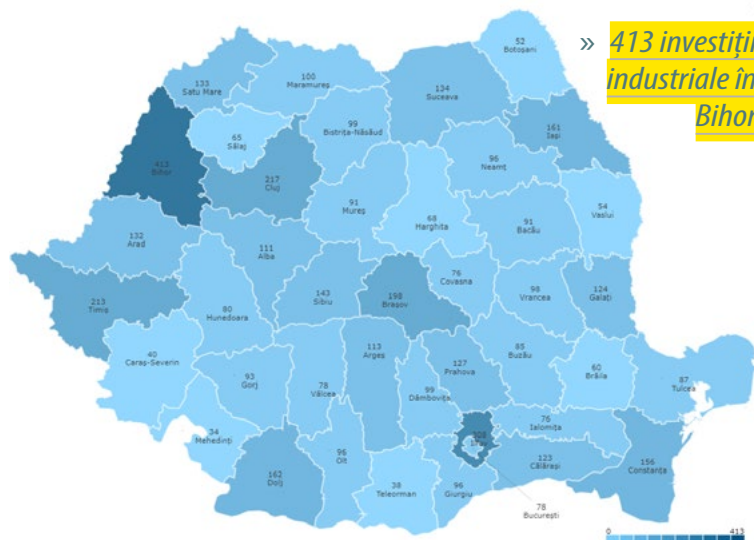 52
Botoșani
» 413 investiții
industriale în
Bihor
133
Satu Mare
100
Maramureș
134
Suceava
99
Bistrița-Năsăud
161
Iași
65
Sălaj
96
Neamț
413
Bihor
217
Cluj
91
Mureș
68
Harghita
91
Bacău
54
Vaslui
132
Arad
111
Alba
143
Sibiu
198
Brașov
76
Covasna
98
Vrancea
124
Galați
213
Timiș
80
Hunedoara
113
Argeș
127
Prahova
85
Buzău
60
Brăila
87
Tulcea
40
Caraș-Severin
93
Gorj
78
Vâlcea
99
Dâmbovița
34
Mehedinți
96
Olt
76
Ialomița
123
Călărași
156
Constanța
162
Dolj
38
Teleorman
96
Giurgiu
78
București
0 413